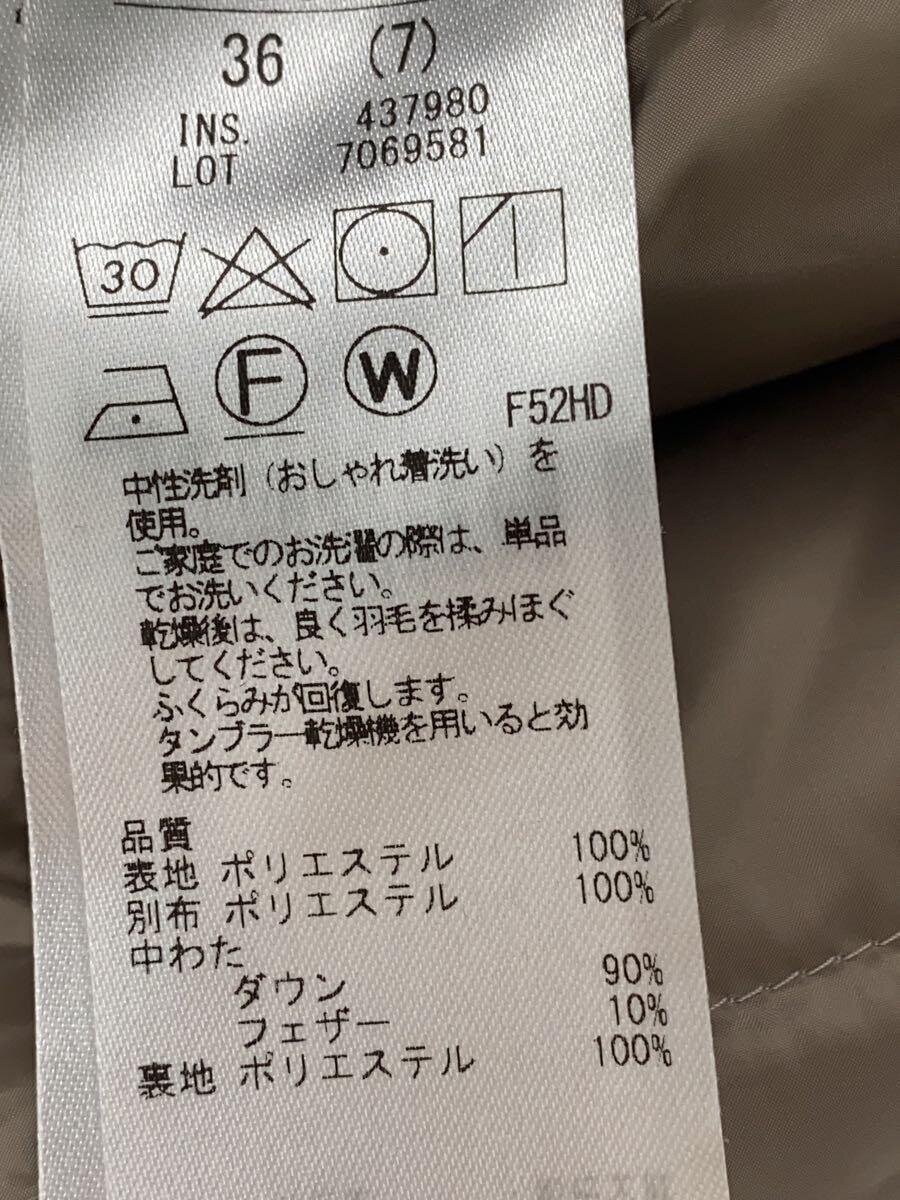 36 (7)
INS. 437980
LOT 7069581
30
F W
F52HD
中性洗剤（おしゃれ着洗い）を
使用。
ご家庭でのお洗濯の際は、単品
でお洗いください。
乾燥後は、良く羽毛を揉みほぐ
してください。
ふくらみが回復します。
タンブラー乾燥機を用いると効
果的です。
品質
表地 ポリエステル 100%
別布 ポリエステル 100%
中わた
ダウン 90%
フェザー 10%
裏地 ポリエステル 100%